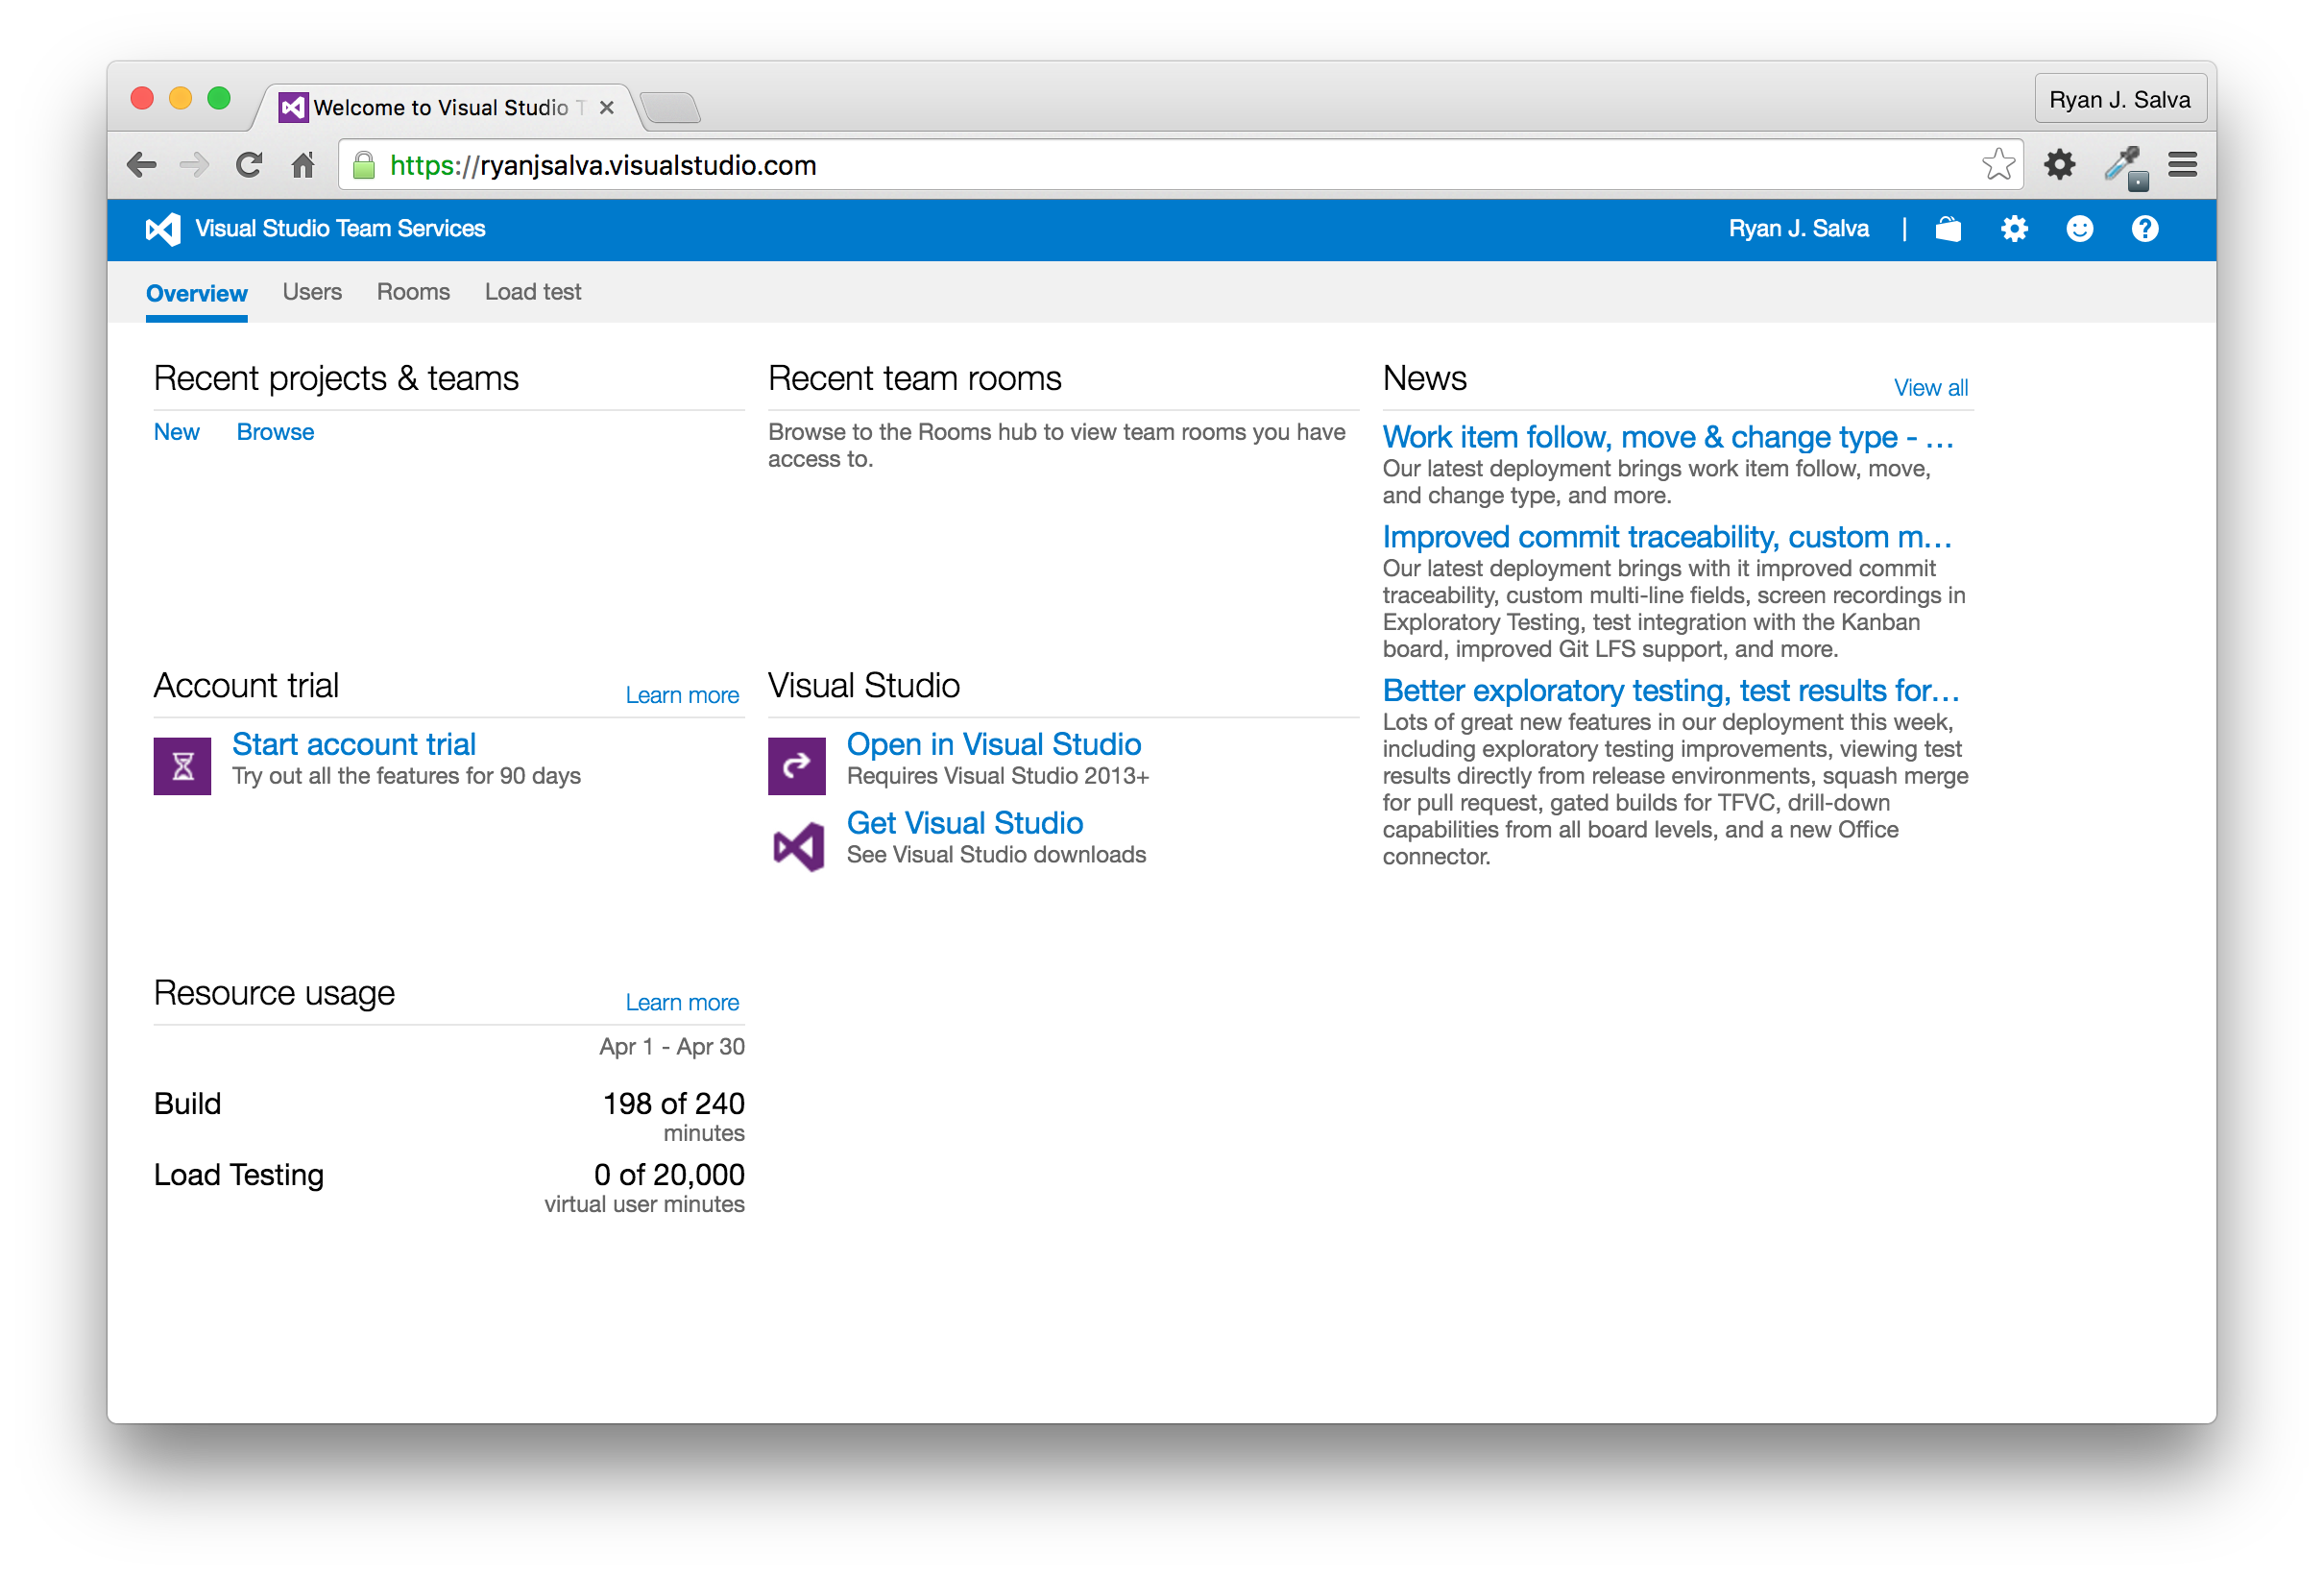 Welcome to Visual Studio T
Ryan J. Salva
https://ryanjsalva.visualstudio.com
Visual Studio Team Services
Ryan J. Salva |
Overview
Users
Rooms
Load test
Recent projects & teams
New
Browse
Recent team rooms
Browse to the Rooms hub to view team rooms you have
access to.
News
View all
Work item follow, move & change type - ...
Our latest deployment brings work item follow, move,
and change type, and more.
Improved commit traceability, custom m...
Our latest deployment brings with it improved commit
traceability, custom multi-line fields, screen recordings in
Exploratory Testing, test integration with the Kanban
board, improved Git LFS support, and more.
Better exploratory testing, test results for...
Lots of great new features in our deployment this week,
including exploratory testing improvements, viewing test
results directly from release environments, squash merge
for pull request, gated builds for TFVC, drill-down
capabilities from all board levels, and a new Office
connector.
Account trial
Learn more
Start account trial
Try out all the features for 90 days
Visual Studio
Open in Visual Studio
Requires Visual Studio 2013+
Get Visual Studio
See Visual Studio downloads
Resource usage
Learn more
Apr 1 - Apr 30
Build
198 of 240
minutes
Load Testing
0 of 20,000
virtual user minutes